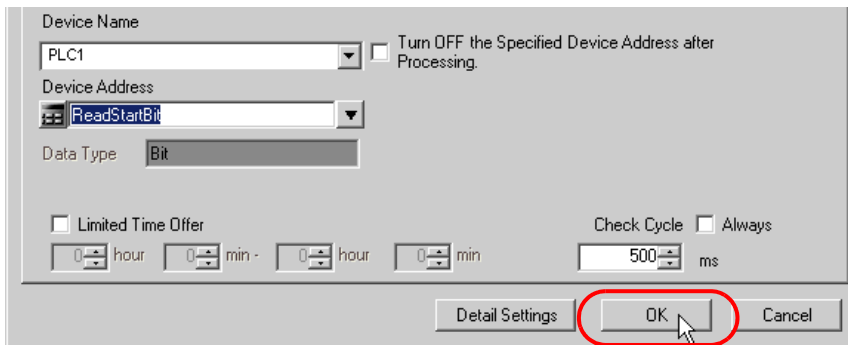 Device Name
PLC1
Turn OFF the Specified Device Address after
Processing.
Device Address
ReadStartBit
Data Type Bit
Limited Time Offer
Check Cycle Always
0 hour 0 min - 0 hour 0 min
500 ms
Detail Settings OK Cancel